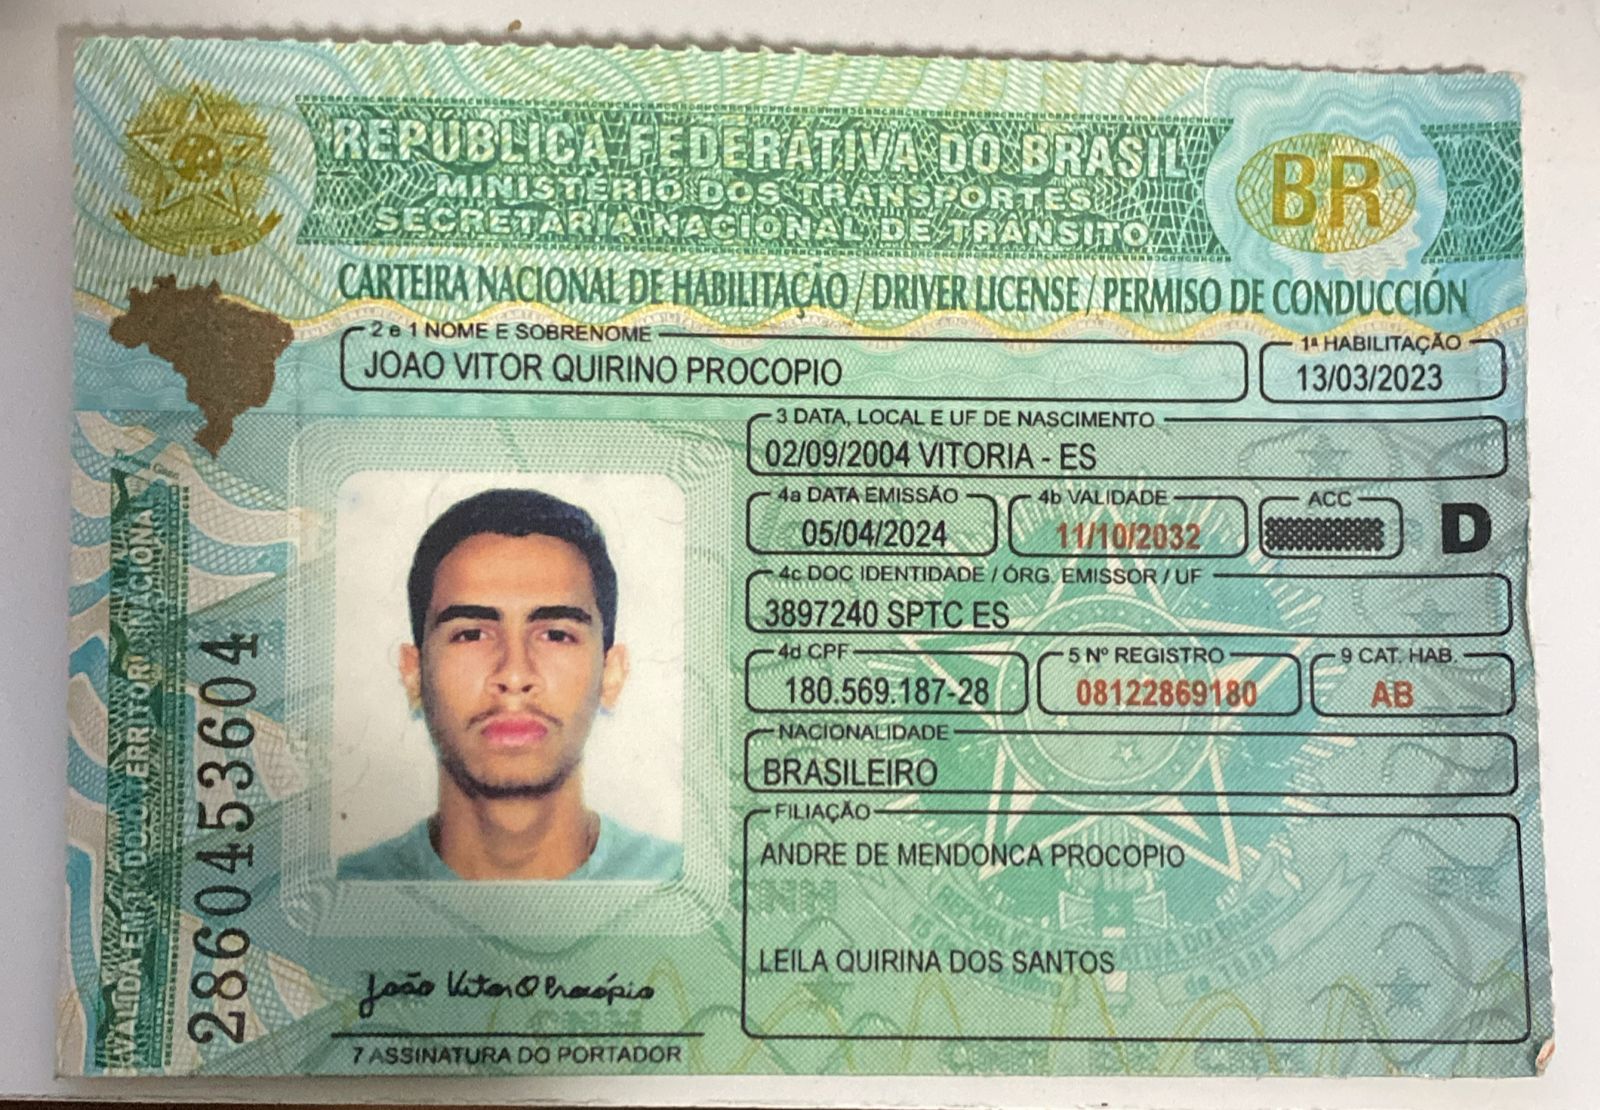 REPÚBLICA FEDERATIVA DO BRASIL
MINISTÉRIO DOS TRANSPORTES
SECRETARIA NACIONAL DE TRÂNSITO
BR
CARTEIRA NACIONAL DE HABILITAÇÃO / DRIVER LICENSE / PERMISO DE CONDUCCIÓN
2 e 1 NOME E SOBRENOME
JOAO VITOR QUIRINO PROCOPIO
1ª HABILITAÇÃO
13/03/2023
3 DATA, LOCAL E UF DE NASCIMENTO
02/09/2004 VITORIA - ES
4a DATA EMISSÃO
05/04/2024
4b VALIDADE
11/10/2032
ACC
D
4c DOC IDENTIDADE / ÓRG. EMISSOR / UF
3897240 SPTC ES
4d CPF
180.569.187-28
5 Nº REGISTRO
08122869180
9 CAT. HAB.
AB
NACIONALIDADE
BRASILEIRO
FILIAÇÃO
ANDRE DE MENDONCA PROCOPIO
LEILA QUIRINA DOS SANTOS
VÁLIDA EM TODO O TERRITÓRIO NACIONAL
2860453604
João Vitor Q Procópio
7 ASSINATURA DO PORTADOR